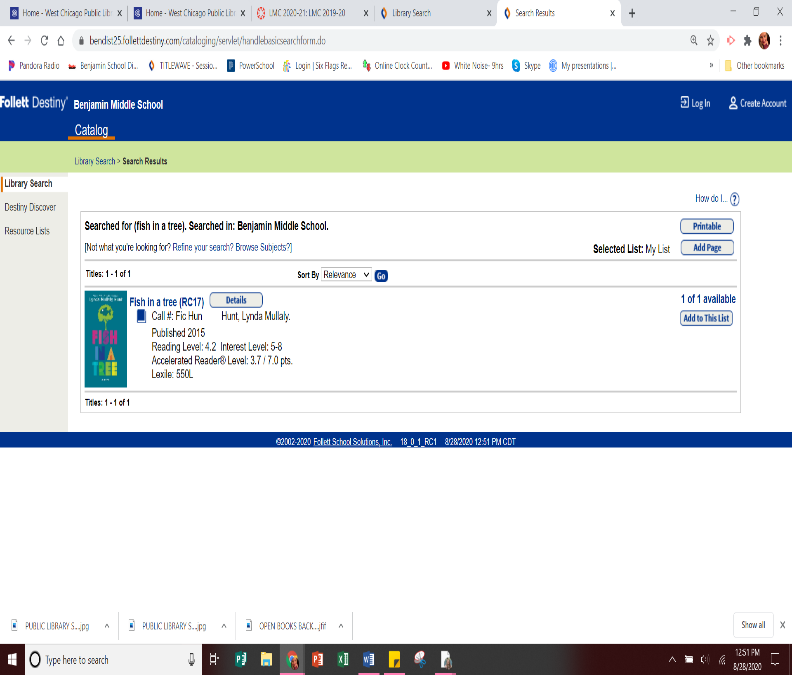 Home - West Chicago Public Libr
Home - West Chicago Public Libr
LMC 2020-21: LMC 2019-20
Library Search
Search Results
bendist25.follettdestiny.com/cataloging/servlet/handlebasicsearchform.do
Pandora Radio
Benjamin School Di...
TITLEWAVE - Sessio...
PowerSchool
Login | Six Flags Re...
Online Clock Count...
White Noise- 9hrs
Skype
My presentations |...
»
Other bookmarks
Follett Destiny® Benjamin Middle School
Log In
Create Account
Catalog
Library Search > Search Results
Library Search
Destiny Discover
Resource Lists
How do I... ?
Searched for (fish in a tree). Searched in: Benjamin Middle School.
Printable
[Not what you're looking for? Refine your search? Browse Subjects?]
Selected List: My List
Add Page
Titles: 1 - 1 of 1
Sort By Relevance Go
Fish in a tree (RC17) Details
1 of 1 available
Call #: Fic Hun Hunt, Lynda Mullaly.
Add to This List
Published 2015
Reading Level: 4.2 Interest Level: 5-8
Accelerated Reader® Level: 3.7 / 7.0 pts.
Lexile: 550L
FISH
IN A
TREE
Titles: 1 - 1 of 1
©2002-2020 Follett School Solutions, Inc. 18_0_1_RC1 8/28/2020 12:51 PM CDT
PUBLIC LIBRARY S....jpg
PUBLIC LIBRARY S....jpg
OPEN BOOKS BACK....jfif
Show all
Type here to search
12:51 PM
8/28/2020